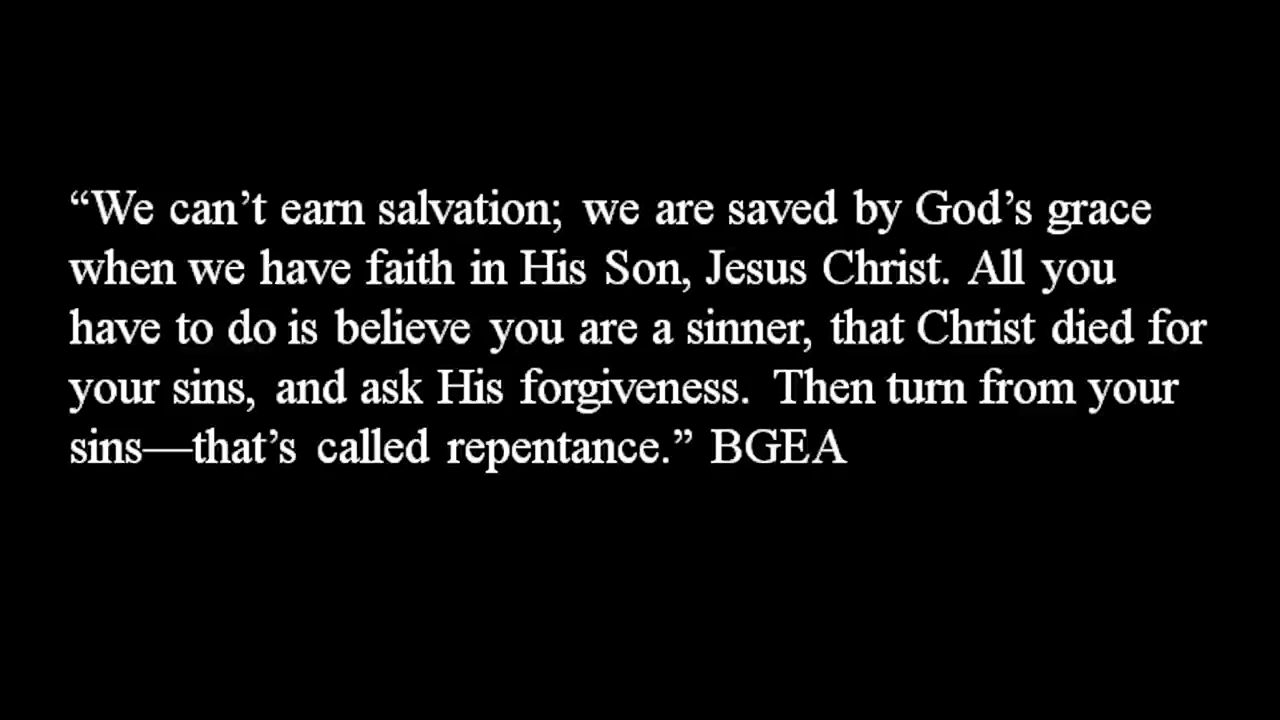 “We can’t earn salvation; we are saved by God’s grace
when we have faith in His Son, Jesus Christ. All you
have to do is believe you are a sinner, that Christ died for
your sins, and ask His forgiveness. Then turn from your
sins—that’s called repentance.” BGEA